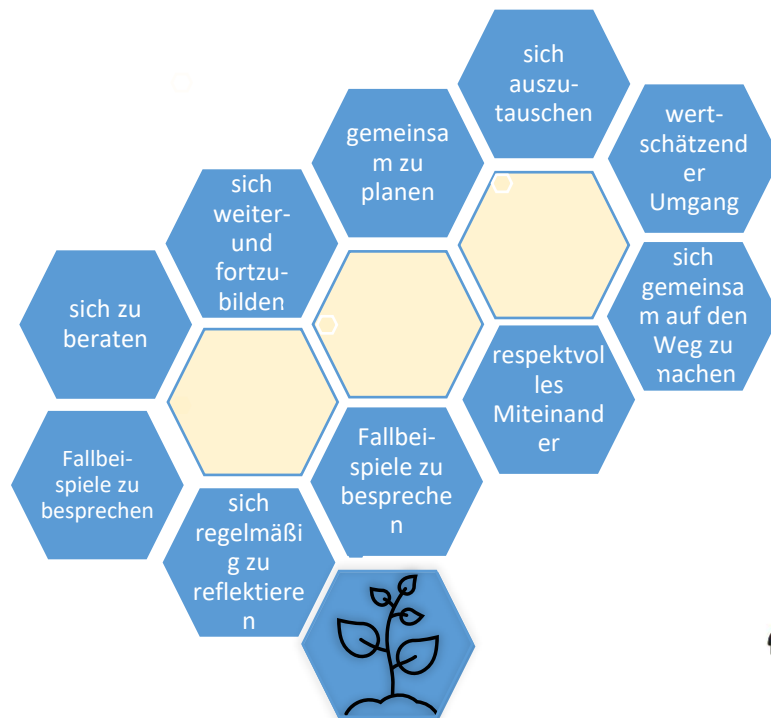 sich
auszu-
tauschen
wert-
schätzend
er
Umgang
gemeinsa
m zu
planen
sich
weiter-
und
fortzu-
bilden
sich
gemeinsa
m auf den
Weg zu
machen
sich zu
beraten
respektvol
les
Miteinand
er
Fallbei-
spiele zu
besprechen
Fallbei-
spiele zu
bespreche
n
sich
regelmäßi
g zu
reflektiere
n